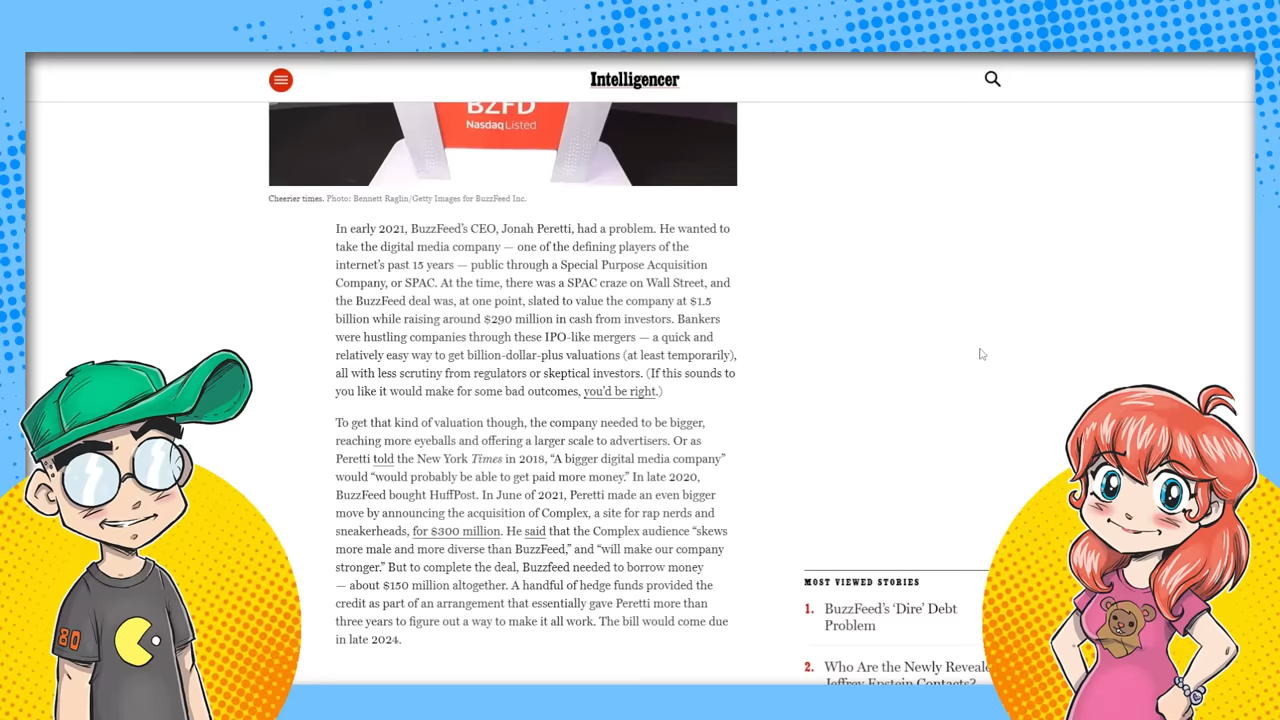 Intelligencer
BZFD
Nasdaq Listed
Cheerier times. Photo: Bennett Raglin/Getty Images for BuzzFeed Inc.
In early 2021, BuzzFeed's CEO, Jonah Peretti, had a problem. He wanted to
take the digital media company — one of the defining players of the
internet's past 15 years — public through a Special Purpose Acquisition
Company, or SPAC. At the time, there was a SPAC craze on Wall Street, and
the BuzzFeed deal was, at one point, slated to value the company at $1.5
billion while raising around $290 million in cash from investors. Bankers
were hustling companies through these IPO-like mergers — a quick and
relatively easy way to get billion-dollar-plus valuations (at least temporarily),
all with less scrutiny from regulators or skeptical investors. (If this sounds to
you like it would make for some bad outcomes, you'd be right.)
To get that kind of valuation though, the company needed to be bigger,
reaching more eyeballs and offering a larger scale to advertisers. Or as
Peretti told the New York Times in 2018, “A bigger digital media company”
would “would probably be able to get paid more money.” In late 2020,
BuzzFeed bought HuffPost. In June of 2021, Peretti made an even bigger
move by announcing the acquisition of Complex, a site for rap nerds and
sneakerheads, for $300 million. He said that the Complex audience “skews
more male and more diverse than BuzzFeed,” and “will make our company
stronger.” But to complete the deal, Buzzfeed needed to borrow money
— about $150 million altogether. A handful of hedge funds provided the
credit as part of an arrangement that essentially gave Peretti more than
three years to figure out a way to make it all work. The bill would come due
in late 2024.
MOST VIEWED STORIES
1. BuzzFeed's ‘Dire’ Debt
Problem
2. Who Are the Newly Reveale
Jeffrey Epstein Contacts?
80